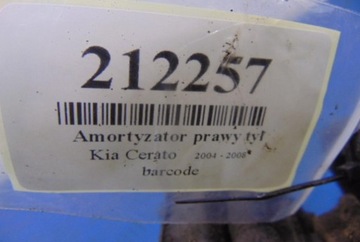 212257
Amortyzator prawy tył
Kia Cerato 2004 - 2008*
barcode